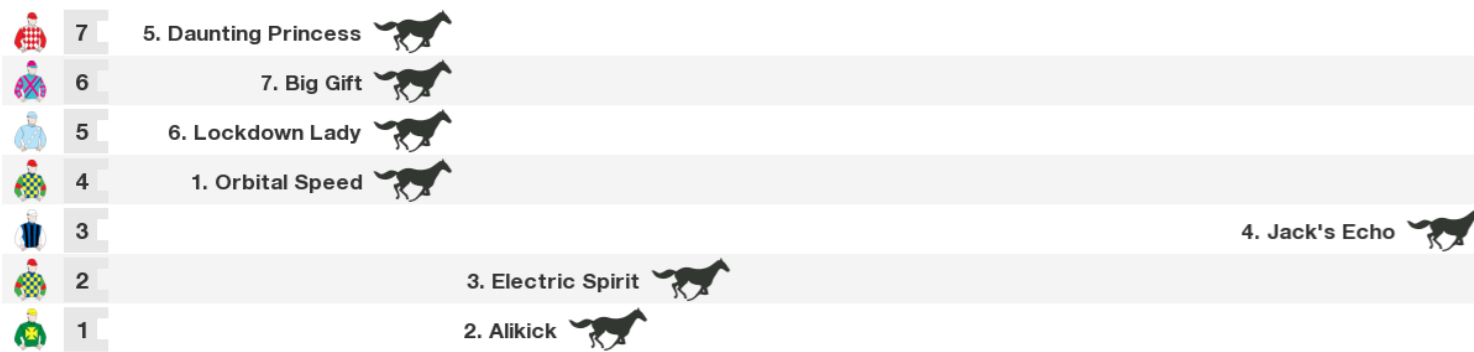 7 5. Daunting Princess
6 7. Big Gift
5 6. Lockdown Lady
4 1. Orbital Speed
3 4. Jack's Echo
2 3. Electric Spirit
1 2. Alikick